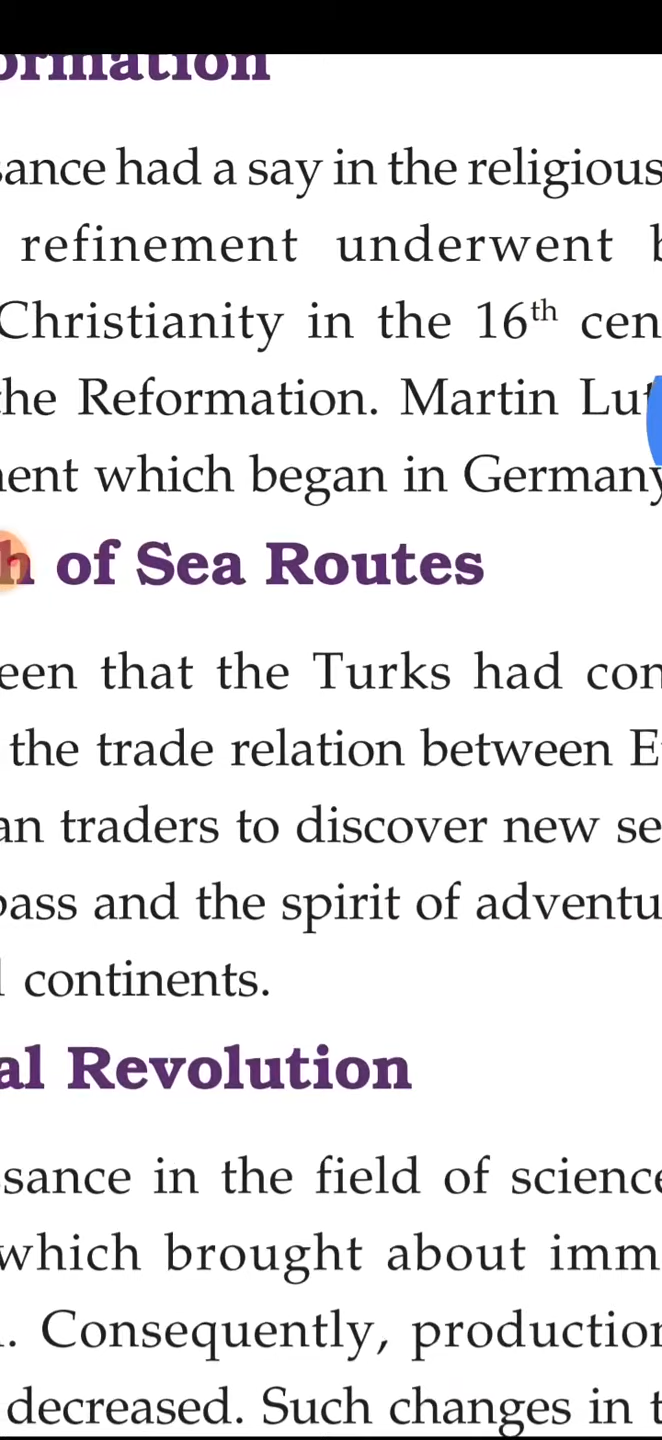 ormation
sance had a say in the religious
refinement underwent
Christianity in the 16th cen
the Reformation. Martin Lut
ent which began in Germany
h of Sea Routes
een that the Turks had con
the trade relation between E
an traders to discover new se
pass and the spirit of adventu
continents.
al Revolution
ssance in the field of science
which brought about imm
. Consequently, production
decreased. Such changes in t